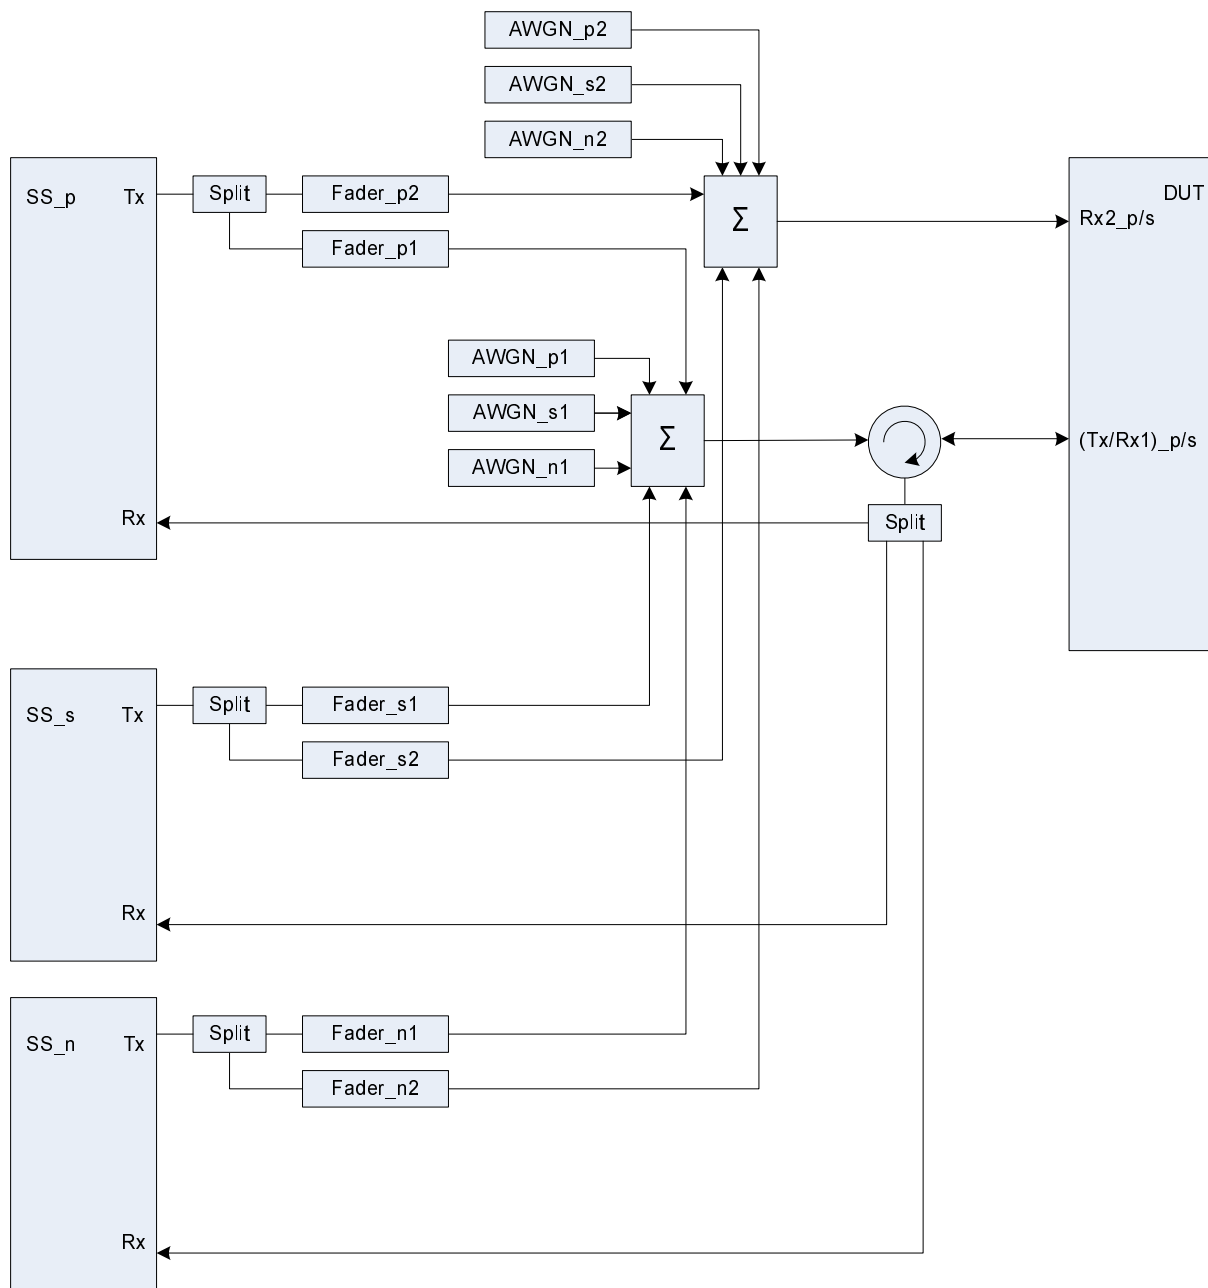 AWGN_p2
AWGN_s2
AWGN_n2
SS_p Tx
Split
Fader_p2
Σ
DUT
Rx2_p/s
Fader_p1
AWGN_p1
AWGN_s1
Σ
(Tx/Rx1)_p/s
AWGN_n1
Rx
Split
SS_s Tx
Split
Fader_s1
Fader_s2
Rx
SS_n Tx
Split
Fader_n1
Fader_n2
Rx